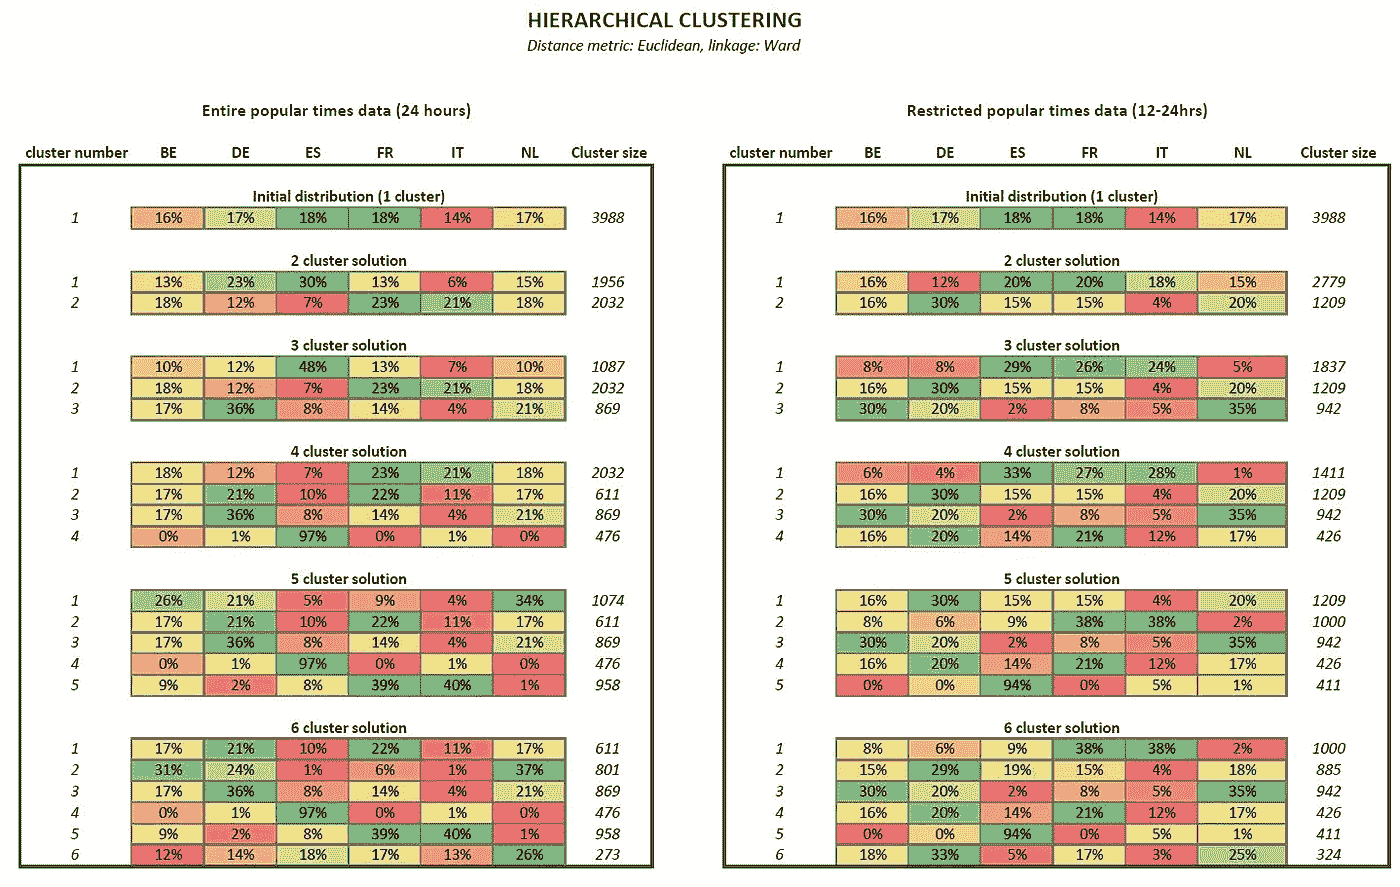 HIERARCHICAL CLUSTERING
Distance metric: Euclidean, linkage: Ward
Entire popular times data (24 hours)
cluster number BE DE ES FR IT NL Cluster size
Initial distribution (1 cluster)
1 16% 17% 18% 18% 14% 17% 3988
2 cluster solution
1 13% 23% 30% 13% 6% 15% 1956
2 18% 12% 7% 23% 21% 18% 2032
3 cluster solution
1 10% 12% 48% 13% 7% 10% 1087
2 18% 12% 7% 23% 21% 18% 2032
3 17% 36% 8% 14% 4% 21% 869
4 cluster solution
1 18% 12% 7% 23% 21% 18% 2032
2 17% 21% 10% 22% 11% 17% 611
3 17% 36% 8% 14% 4% 21% 869
4 0% 1% 97% 0% 1% 0% 476
5 cluster solution
1 26% 21% 5% 9% 4% 34% 1074
2 17% 21% 10% 22% 11% 17% 611
3 17% 36% 8% 14% 4% 21% 869
4 0% 1% 97% 0% 1% 0% 476
5 9% 2% 8% 39% 40% 1% 958
6 cluster solution
1 17% 21% 10% 22% 11% 17% 611
2 31% 24% 1% 6% 1% 37% 801
3 17% 36% 8% 14% 4% 21% 869
4 0% 1% 97% 0% 1% 0% 476
5 9% 2% 8% 39% 40% 1% 958
6 12% 14% 18% 17% 13% 26% 273
Restricted popular times data (12-24hrs)
cluster number BE DE ES FR IT NL Cluster size
Initial distribution (1 cluster)
1 16% 17% 18% 18% 14% 17% 3988
2 cluster solution
1 16% 12% 20% 20% 18% 15% 2779
2 16% 30% 15% 15% 4% 20% 1209
3 cluster solution
1 8% 8% 29% 26% 24% 5% 1837
2 16% 30% 15% 15% 4% 20% 1209
3 30% 20% 2% 8% 5% 35% 942
4 cluster solution
1 6% 4% 33% 27% 28% 1% 1411
2 16% 30% 15% 15% 4% 20% 1209
3 30% 20% 2% 8% 5% 35% 942
4 16% 20% 14% 21% 12% 17% 426
5 cluster solution
1 16% 30% 15% 15% 4% 20% 1209
2 8% 6% 9% 38% 38% 2% 1000
3 30% 20% 2% 8% 5% 35% 942
4 16% 20% 14% 21% 12% 17% 426
5 0% 0% 94% 0% 5% 1% 411
6 cluster solution
1 8% 6% 9% 38% 38% 2% 1000
2 15% 29% 19% 15% 4% 18% 885
3 30% 20% 2% 8% 5% 35% 942
4 16% 20% 14% 21% 12% 17% 426
5 0% 0% 94% 0% 5% 1% 411
6 18% 33% 5% 17% 3% 25% 324